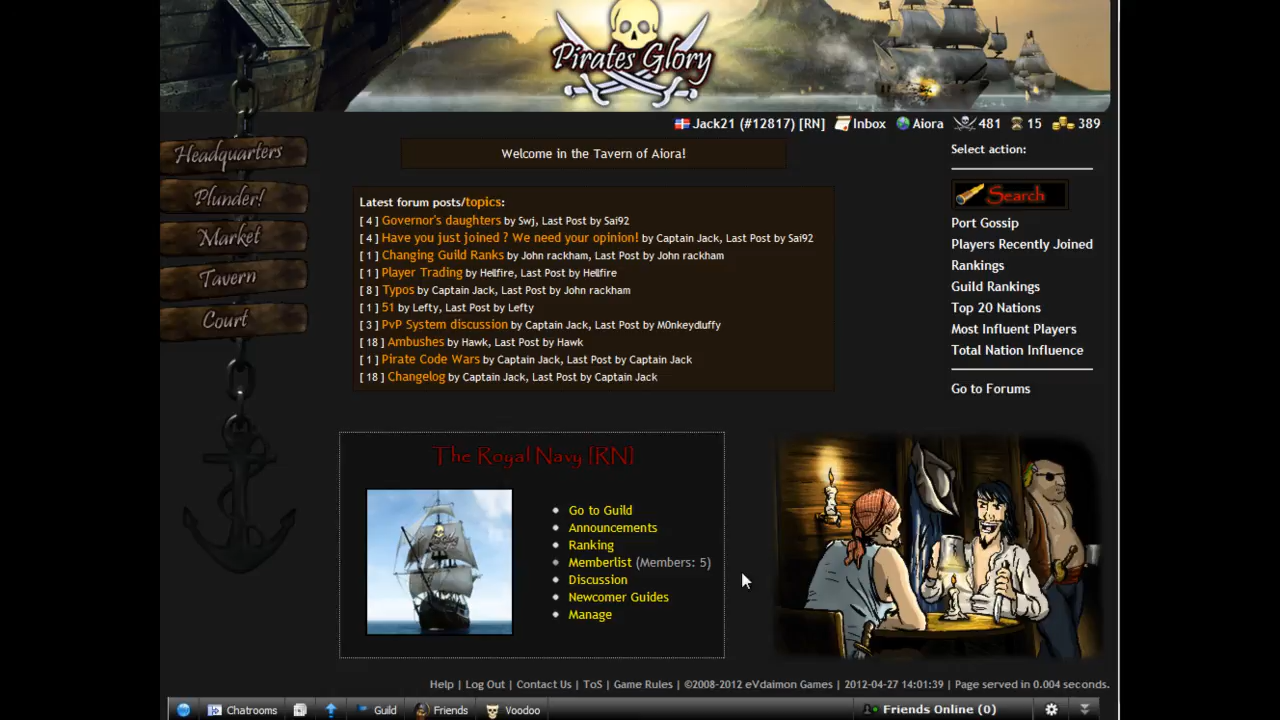 Pirates Glory
Jack21 (#12817) [RN] Inbox Aiora 481 15 389
Headquarters
Plunder!
Market
Tavern
Court
Welcome in the Tavern of Aiora!
Latest forum posts/topics:
[ 4 ] Governor's daughters by Swj, Last Post by Sai92
[ 4 ] Have you just joined ? We need your opinion! by Captain Jack, Last Post by Sai92
[ 1 ] Changing Guild Ranks by John rackham, Last Post by John rackham
[ 1 ] Player Trading by Hellfire, Last Post by Hellfire
[ 8 ] Typos by Captain Jack, Last Post by John rackham
[ 1 ] 51 by Lefty, Last Post by Lefty
[ 3 ] PvP System discussion by Captain Jack, Last Post by M0nkeydluffy
[ 18 ] Ambushes by Hawk, Last Post by Hawk
[ 1 ] Pirate Code Wars by Captain Jack, Last Post by Captain Jack
[ 18 ] Changelog by Captain Jack, Last Post by Captain Jack
Select action:
Search
Port Gossip
Players Recently Joined
Rankings
Guild Rankings
Top 20 Nations
Most Influent Players
Total Nation Influence
Go to Forums
The Royal Navy [RN]
Go to Guild
Announcements
Ranking
Memberlist (Members: 5)
Discussion
Newcomer Guides
Manage
Help | Log Out | Contact Us | ToS | Game Rules | ©2008-2012 eVdaimon Games | 2012-04-27 14:01:39 | Page served in 0.004 seconds.
Chatrooms Guild Friends Voodoo Friends Online (0)